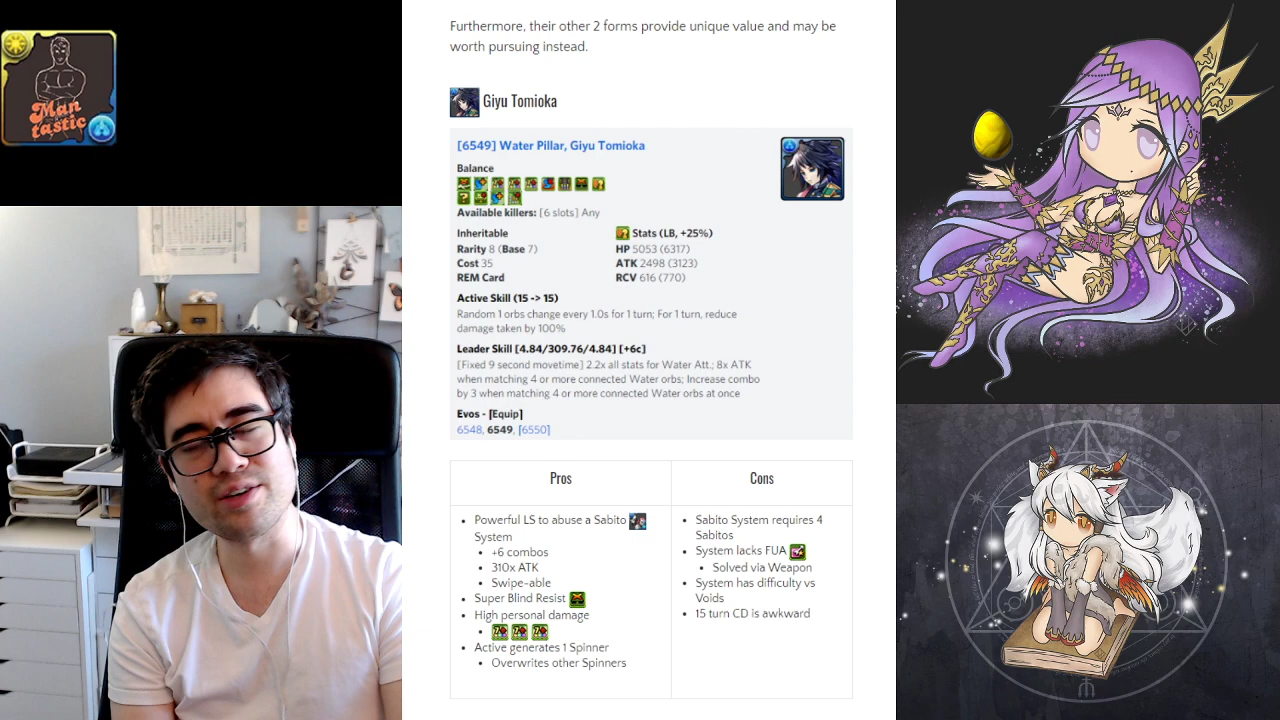 Man
tastic
Furthermore, their other 2 forms provide unique value and may be
worth pursuing instead.
Giyu Tomioka
[6549] Water Pillar, Giyu Tomioka
Balance
Available killers: [6 slots] Any
Inheritable
Rarity 8 (Base 7)
Cost 35
REM Card
Stats (LB, +25%)
HP 5053 (6317)
ATK 2498 (3123)
RCV 616 (770)
Active Skill (15 -> 15)
Random 1 orbs change every 1.0s for 1 turn; For 1 turn, reduce
damage taken by 100%
Leader Skill [4.84/309.76/4.84] [+6c]
[Fixed 9 second movetime] 2.2x all stats for Water Att.; 8x ATK
when matching 4 or more connected Water orbs; Increase combo
by 3 when matching 4 or more connected Water orbs at once
Evos - [Equip]
6548, 6549, [6550]
Pros
Powerful LS to abuse a Sabito
System
+6 combos
310x ATK
Swipe-able
Super Blind Resist
High personal damage
Active generates 1 Spinner
Overwrites other Spinners
Cons
Sabito System requires 4
Sabitos
System lacks FUA
Solved via Weapon
System has difficulty vs
Voids
15 turn CD is awkward